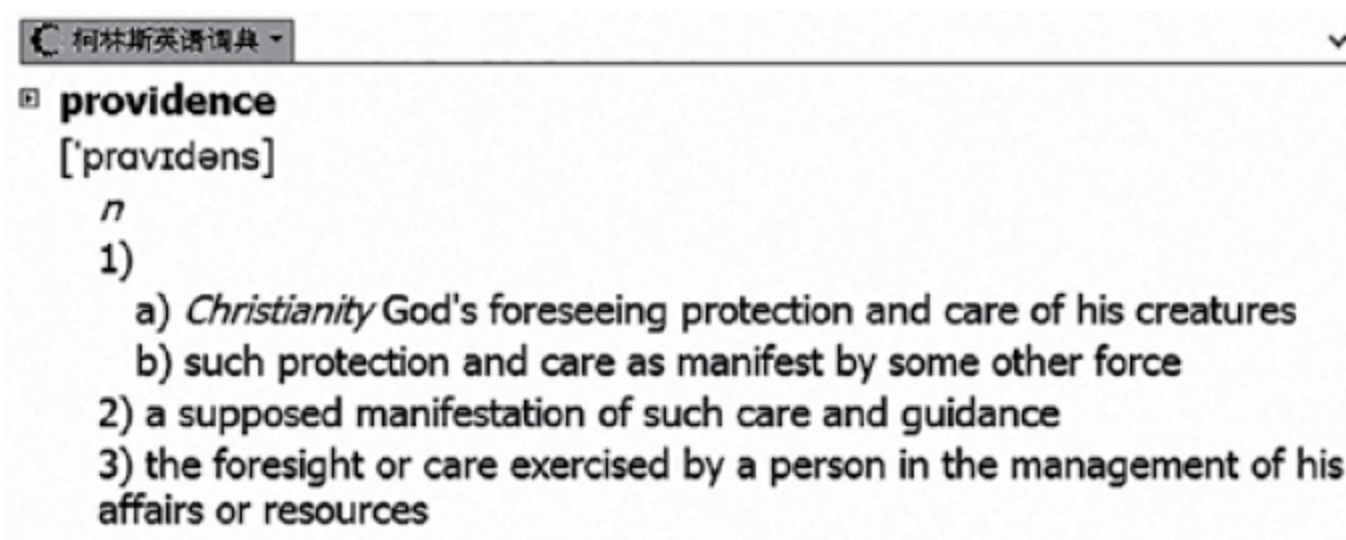 柯林斯英语词典
providence
['prɑvɪdəns]
n
1)
a) Christianity God's foreseeing protection and care of his creatures
b) such protection and care as manifest by some other force
2) a supposed manifestation of such care and guidance
3) the foresight or care exercised by a person in the management of his
affairs or resources